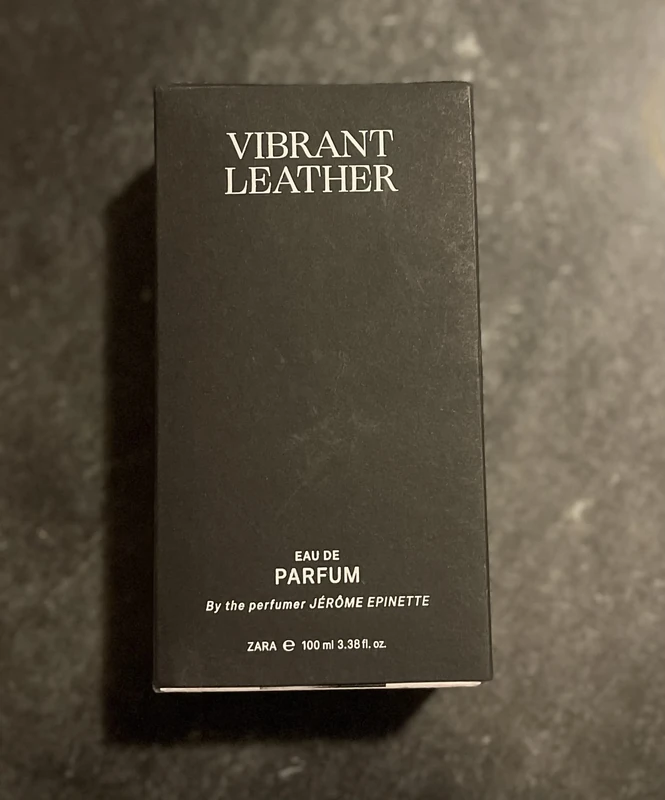 VIBRANT
LEATHER
EAU DE
PARFUM
By the perfumer JÉRÔME EPINETTE
ZARA ℮ 100 ml 3.38 fl. oz.